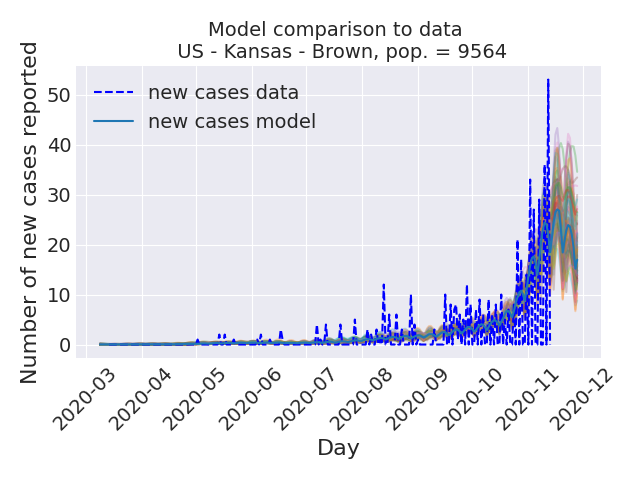 Model comparison to data
US - Kansas - Brown, pop. = 9564
Number of new cases reported
50
40
30
20
10
0
new cases data
new cases model
2020-03
2020-04
2020-05
2020-06
2020-07
2020-08
2020-09
2020-10
2020-11
2020-12
Day